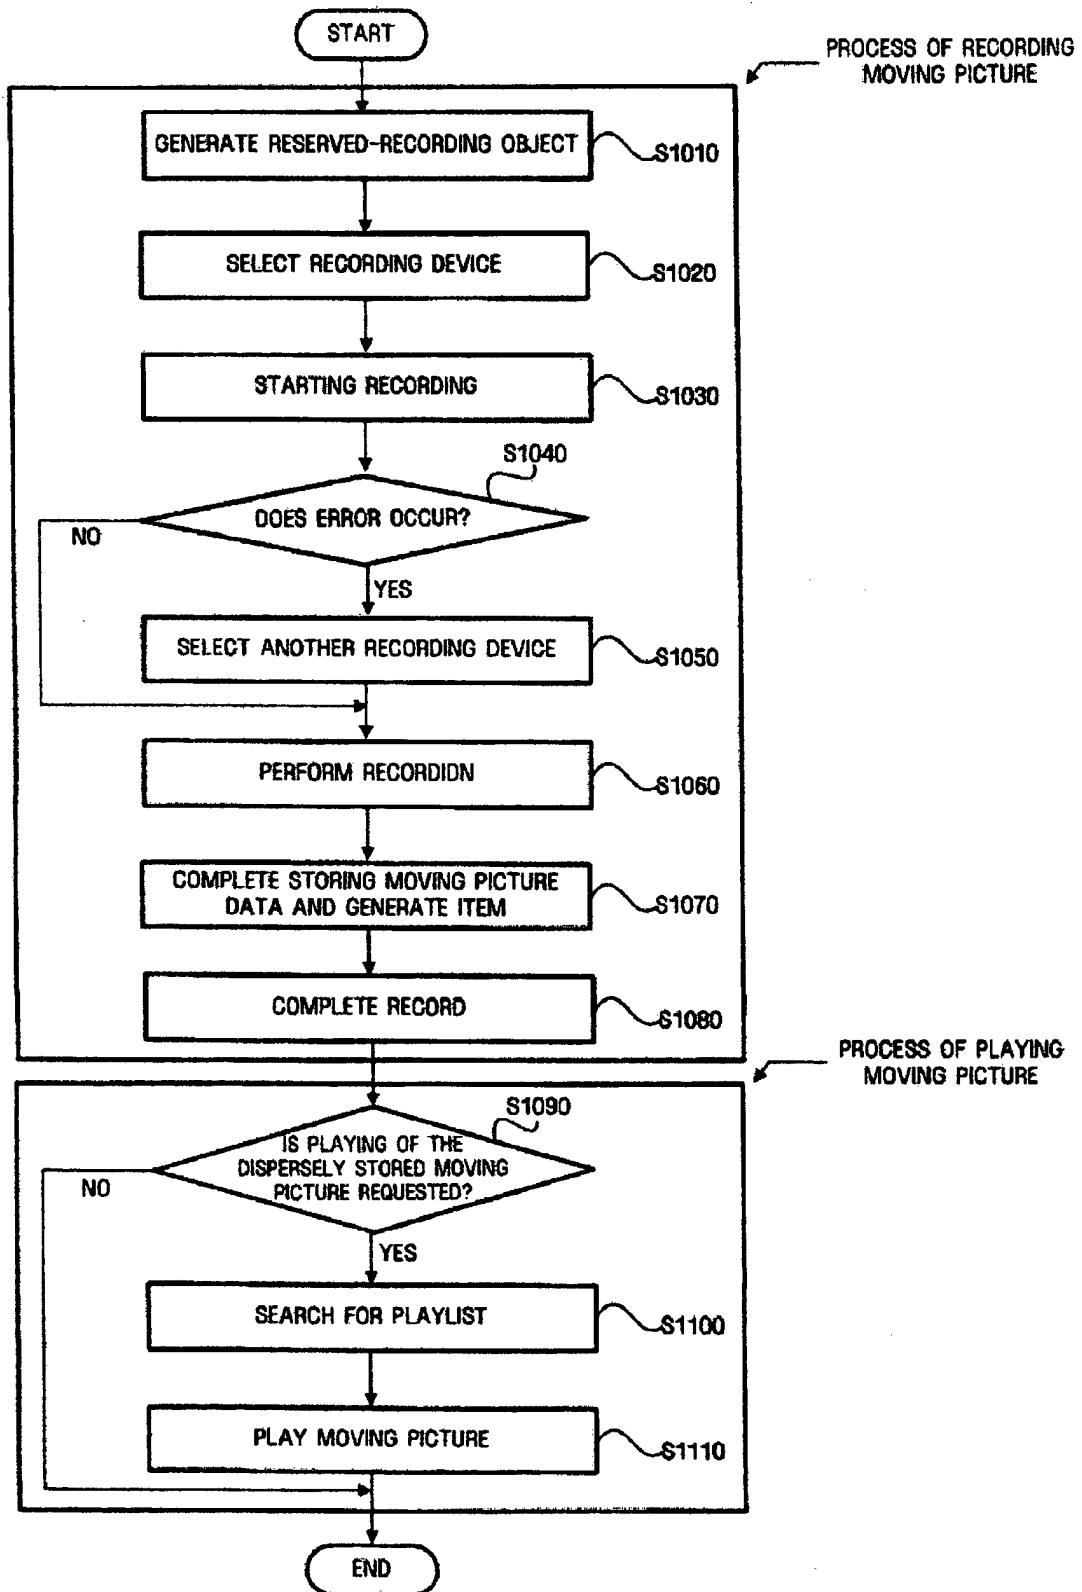 START
PROCESS OF RECORDING
MOVING PICTURE
GENERATE RESERVED-RECORDING OBJECT
S1010
SELECT RECORDING DEVICE
S1020
STARTING RECORDING
S1030
S1040
DOES ERROR OCCUR?
NO
YES
SELECT ANOTHER RECORDING DEVICE
S1050
PERFORM RECORDIDN
S1060
COMPLETE STORING MOVING PICTURE
DATA AND GENERATE ITEM
S1070
COMPLETE RECORD
S1080
PROCESS OF PLAYING
MOVING PICTURE
S1090
IS PLAYING OF THE
DISPERSELY STORED MOVING
PICTURE REQUESTED?
NO
YES
SEARCH FOR PLAYLIST
S1100
PLAY MOVING PICTURE
S1110
END